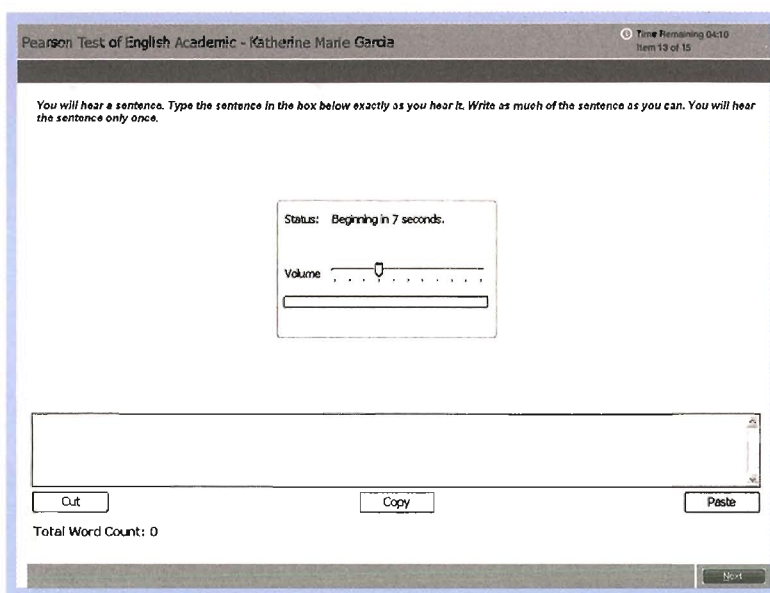 Pearson Test of English Academic - Katherine Marie Garcia
Time Remaining 04:10
Item 13 of 15
You will hear a sentence. Type the sentence in the box below exactly as you hear it. Write as much of the sentence as you can. You will hear
the sentence only once.
Status: Beginning in 7 seconds.
Volume
Cut Copy Paste
Total Word Count: 0
Next